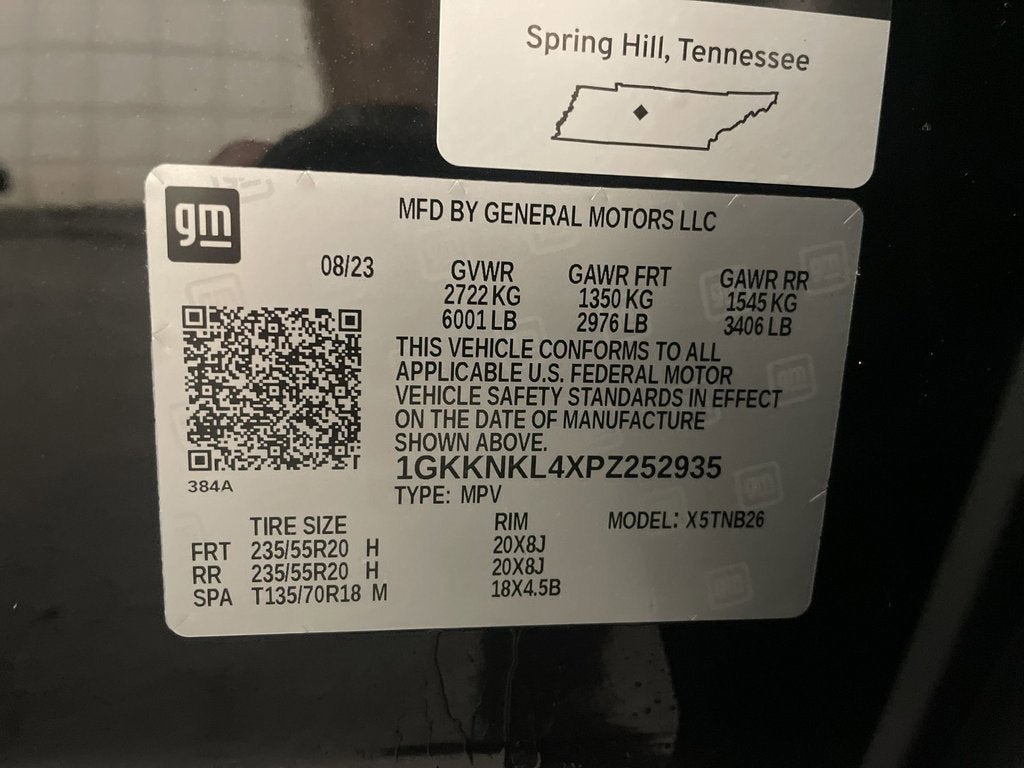 Spring Hill, Tennessee
gm
MFD BY GENERAL MOTORS LLC
08/23 GVWR GAWR FRT GAWR RR
2722 KG 1350 KG 1545 KG
6001 LB 2976 LB 3406 LB
THIS VEHICLE CONFORMS TO ALL
APPLICABLE U.S. FEDERAL MOTOR
VEHICLE SAFETY STANDARDS IN EFFECT
ON THE DATE OF MANUFACTURE
SHOWN ABOVE.
1GKKNKL4XPZ252935
384A
TYPE: MPV
TIRE SIZE RIM MODEL: X5TNB26
FRT 235/55R20 H 20X8J
RR 235/55R20 H 20X8J
SPA T135/70R18 M 18X4.5B